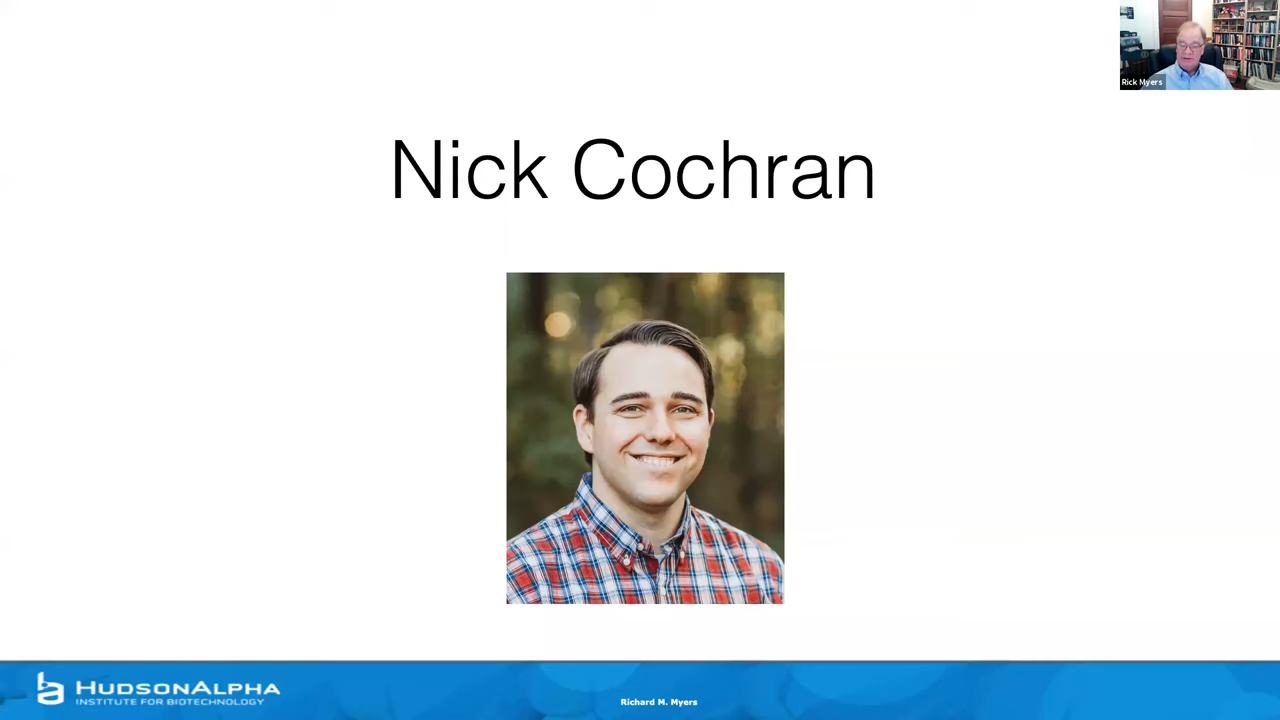 Rick Myers
Nick Cochran
HUDSONALPHA
INSTITUTE FOR BIOTECHNOLOGY
Richard M. Myers